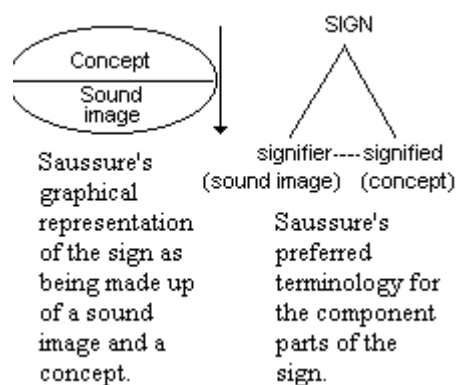 Concept
Sound
image
Saussure's
graphical
representation
of the sign as
being made up
of a sound
image and a
concept.
SIGN
signifier----signified
(sound image) (concept)
Saussure's
preferred
terminology for
the component
parts of the
sign.